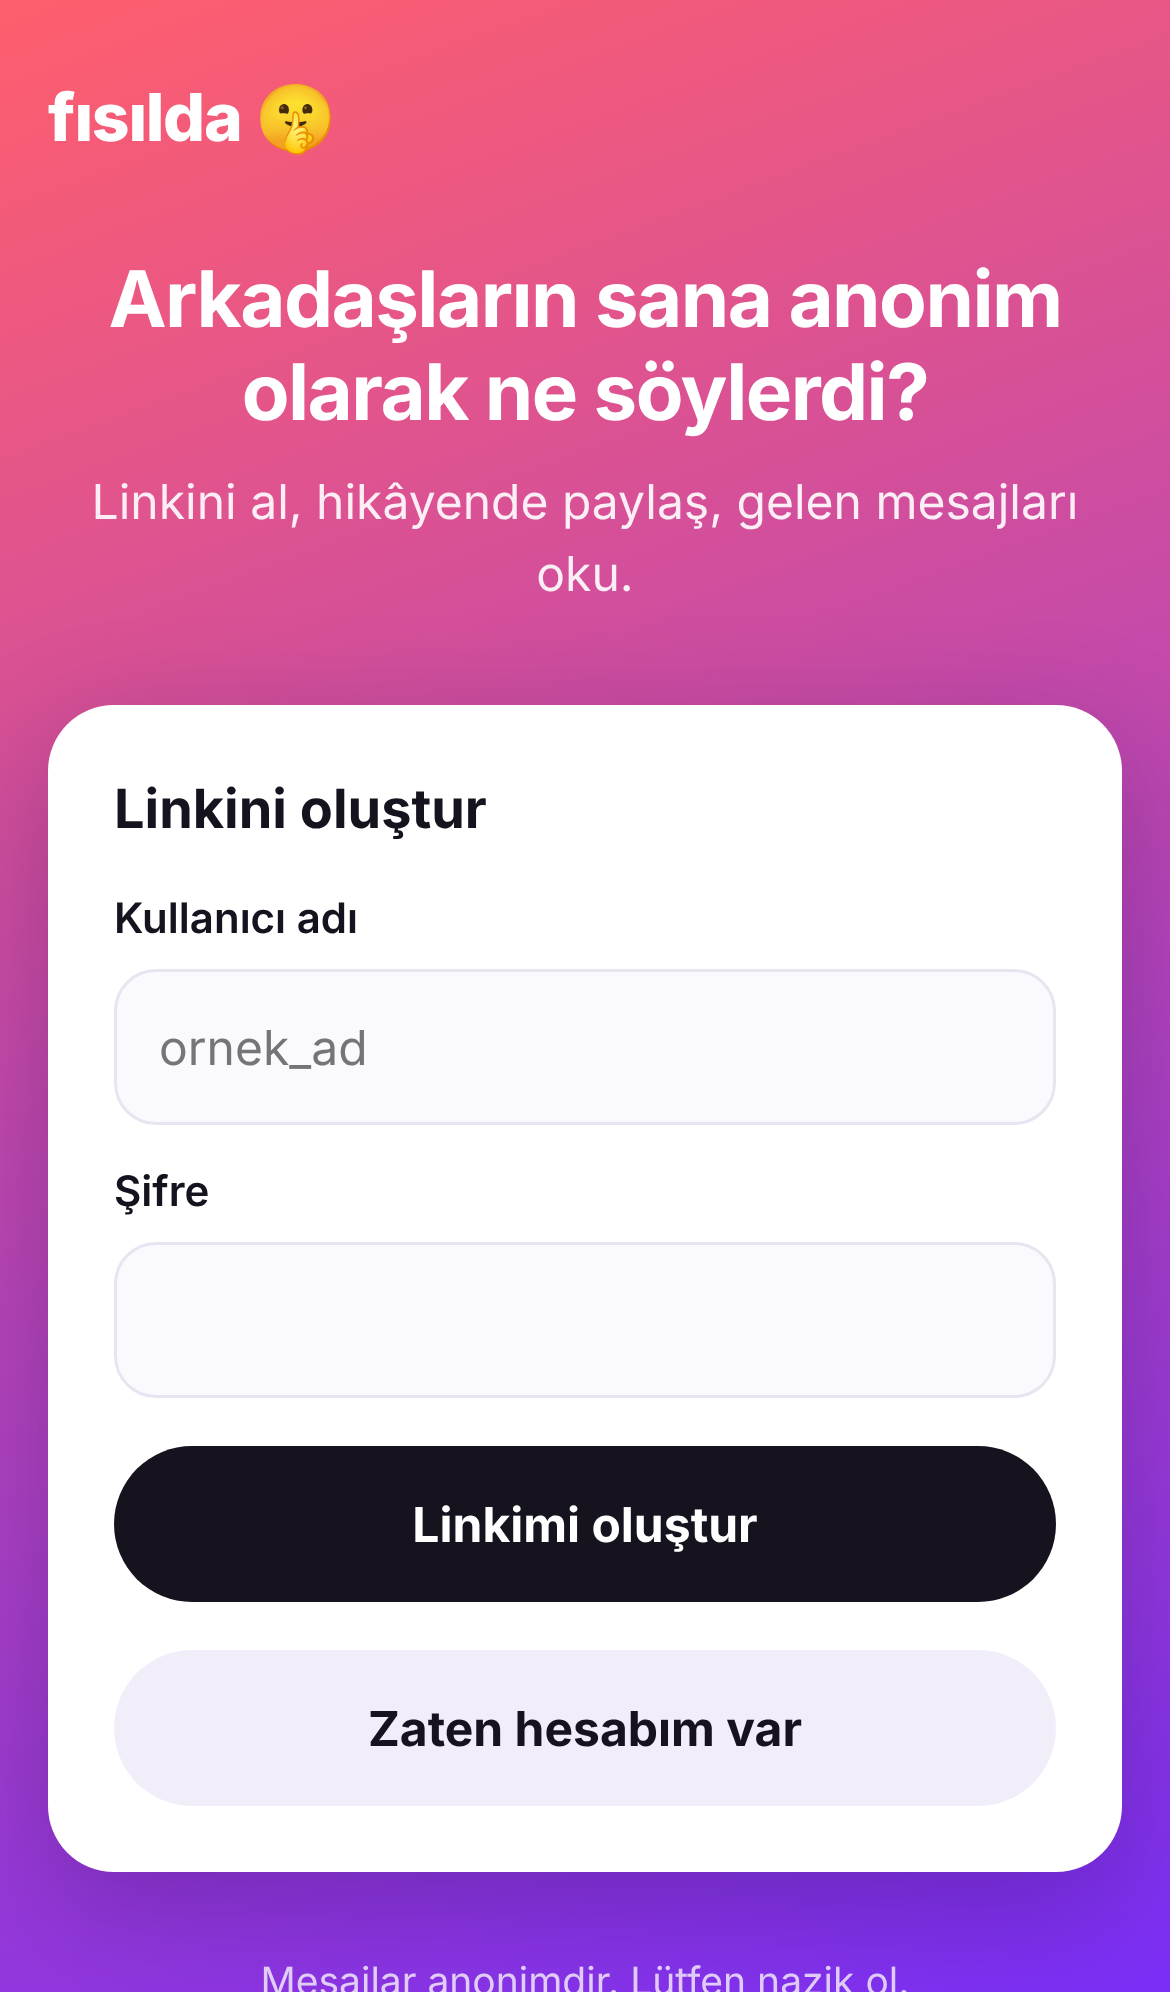 fısılda
Arkadaşların sana anonim
olarak ne söylerdi?
Linkini al, hikâyende paylaş, gelen mesajları
oku.
Linkini oluştur
Kullanıcı adı
ornek_ad
Şifre
Linkimi oluştur
Zaten hesabım var
Mesajlar anonimdir. Lütfen nazik ol.